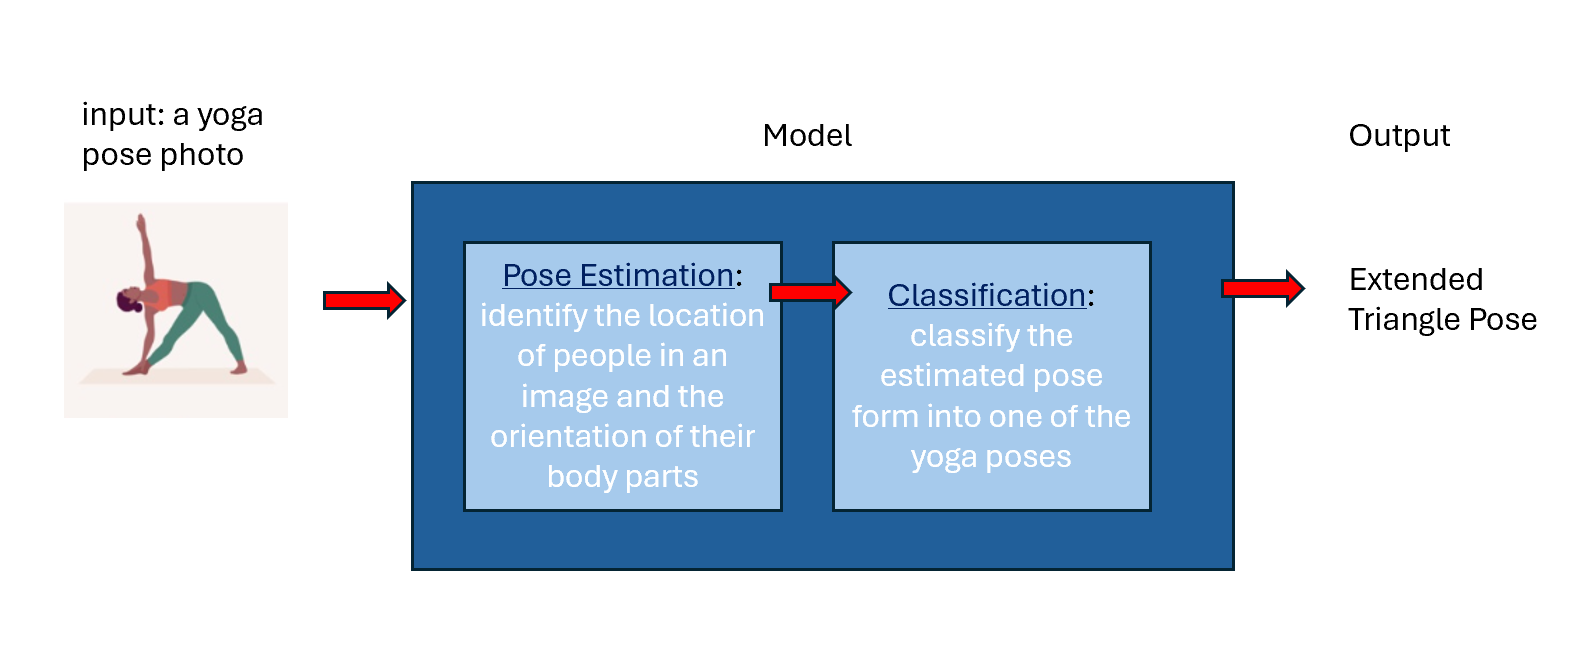 input: a yoga
pose photo
Model
Output
Pose Estimation:
identify the location
of people in an
image and the
orientation of their
body parts
Classification:
classify the
estimated pose
form into one of the
yoga poses
Extended
Triangle Pose